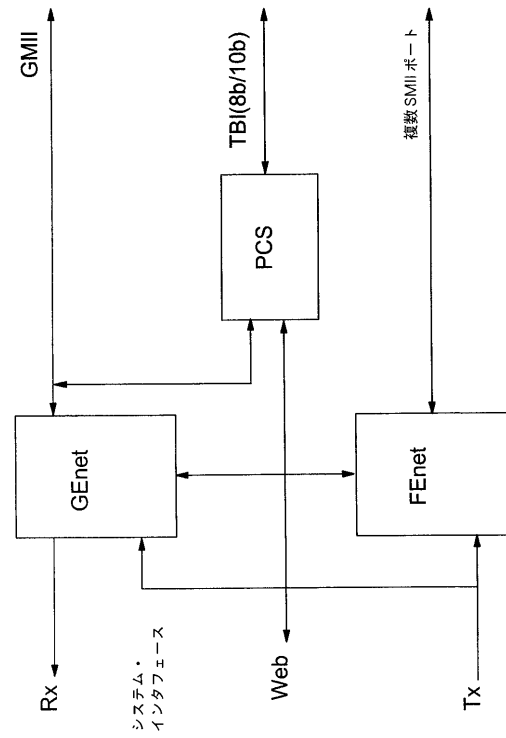 GMII
TBI(8b/10b)
複数SMIIポート
PCS
GEnet
FEnet
Rx
システム・
インタフェース
Web
Tx